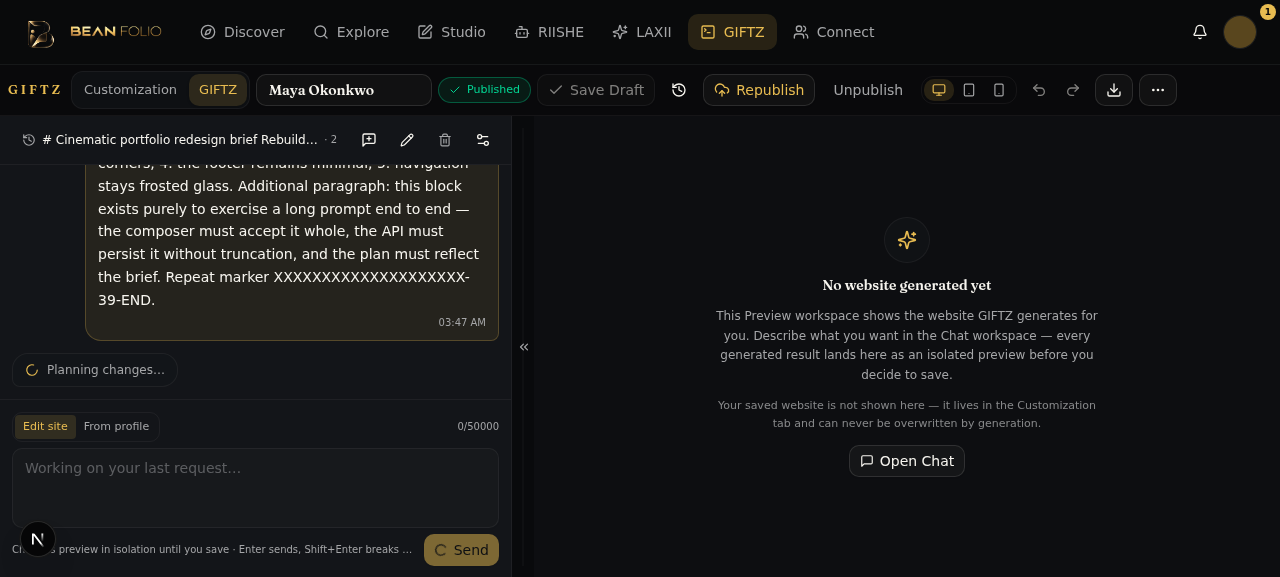 BEAN FOLIO
Discover
Explore
Studio
RIISHE
LAXII
GIFTZ
Connect
1
GIFTZ
Customization
GIFTZ
Maya Okonkwo
Published
Save Draft
Republish
Unpublish
# Cinematic portfolio redesign brief Rebuild... · 2
corners, 4. the footer remains minimal, 5. navigation
stays frosted glass. Additional paragraph: this block
exists purely to exercise a long prompt end to end —
the composer must accept it whole, the API must
persist it without truncation, and the plan must reflect
the brief. Repeat marker XXXXXXXXXXXXXXXXXXXX-
39-END.
03:47 AM
Planning changes…
Edit site
From profile
0/50000
Working on your last request…
preview in isolation until you save · Enter sends, Shift+Enter breaks ...
Send
No website generated yet
This Preview workspace shows the website GIFTZ generates for
you. Describe what you want in the Chat workspace — every
generated result lands here as an isolated preview before you
decide to save.
Your saved website is not shown here — it lives in the Customization
tab and can never be overwritten by generation.
Open Chat